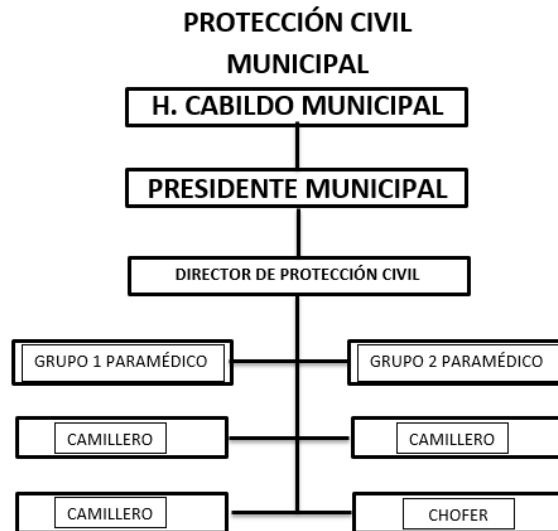 PROTECCIÓN CIVIL
MUNICIPAL
H. CABILDO MUNICIPAL
PRESIDENTE MUNICIPAL
DIRECTOR DE PROTECCIÓN CIVIL
GRUPO 1 PARAMÉDICO
GRUPO 2 PARAMÉDICO
CAMILLERO
CAMILLERO
CAMILLERO
CHOFER